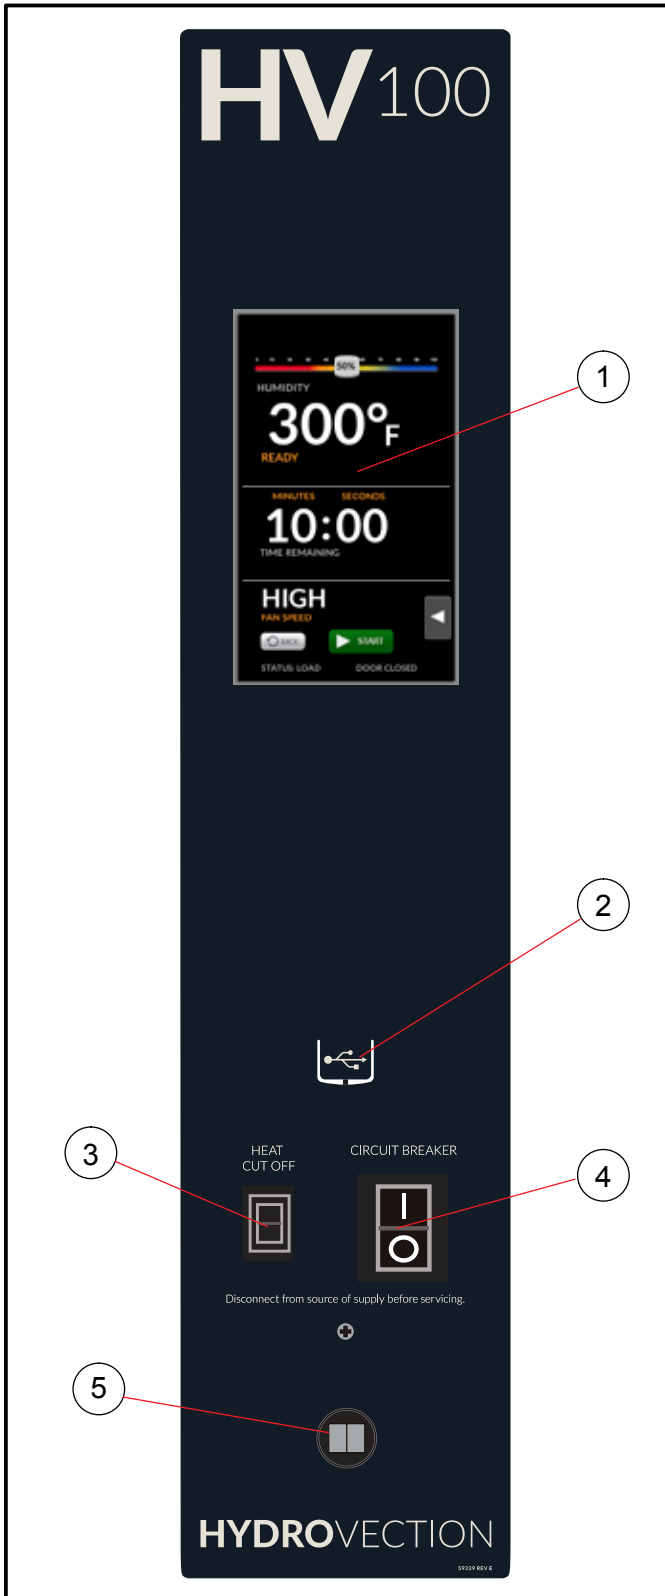 HV100
50%
HUMIDITY
300°F
READY
MINUTES SECONDS
10:00
TIME REMAINING
HIGH
FAN SPEED
BACK START
STATUS: LOAD DOOR CLOSED
1
2
HEAT
CUT OFF
CIRCUIT BREAKER
3
4
I
O
Disconnect from source of supply before servicing.
5
HYDROVECTION
59339 REV E